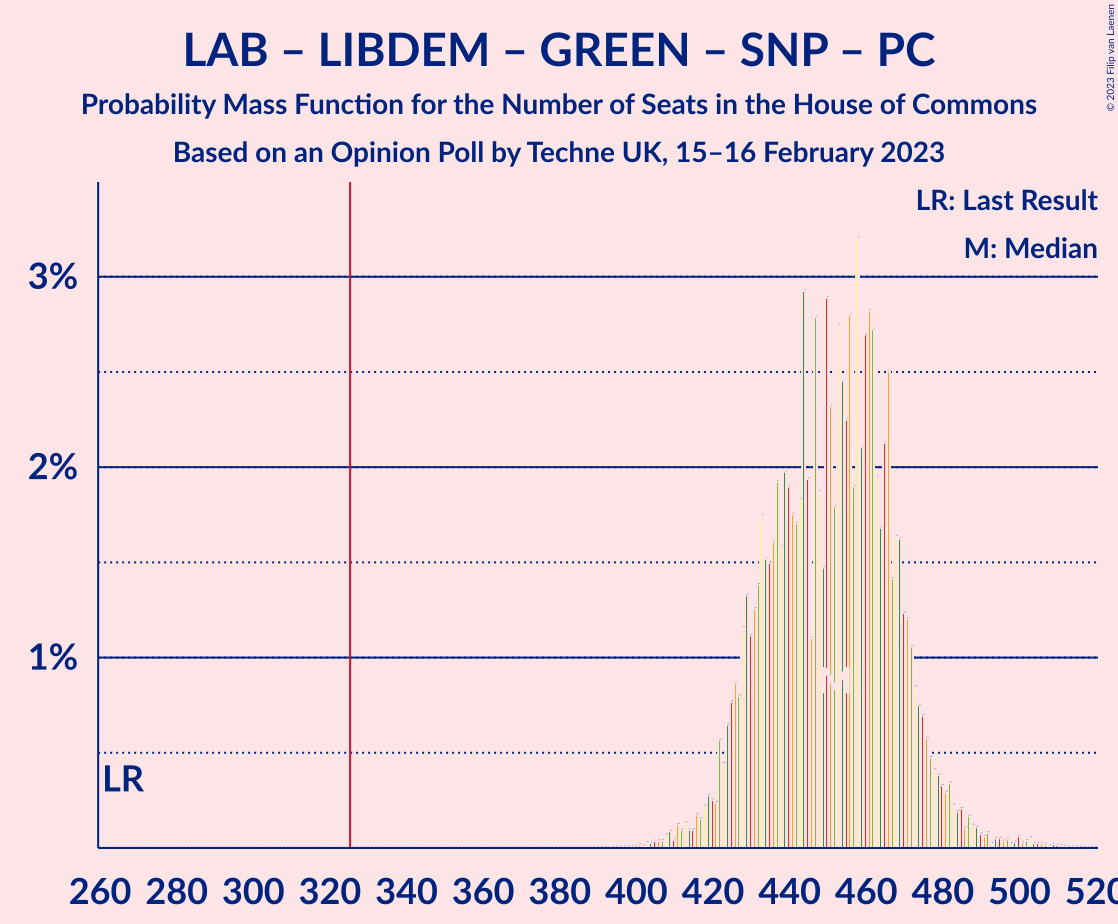 LAB – LIBDEM – GREEN – SNP – PC
Probability Mass Function for the Number of Seats in the House of Commons
Based on an Opinion Poll by Techne UK, 15–16 February 2023
© 2023 Filip van Laenen
LR: Last Result
M: Median
3%
2%
1%
LR
260 280 300 320 340 360 380 400 420 440 460 480 500 520